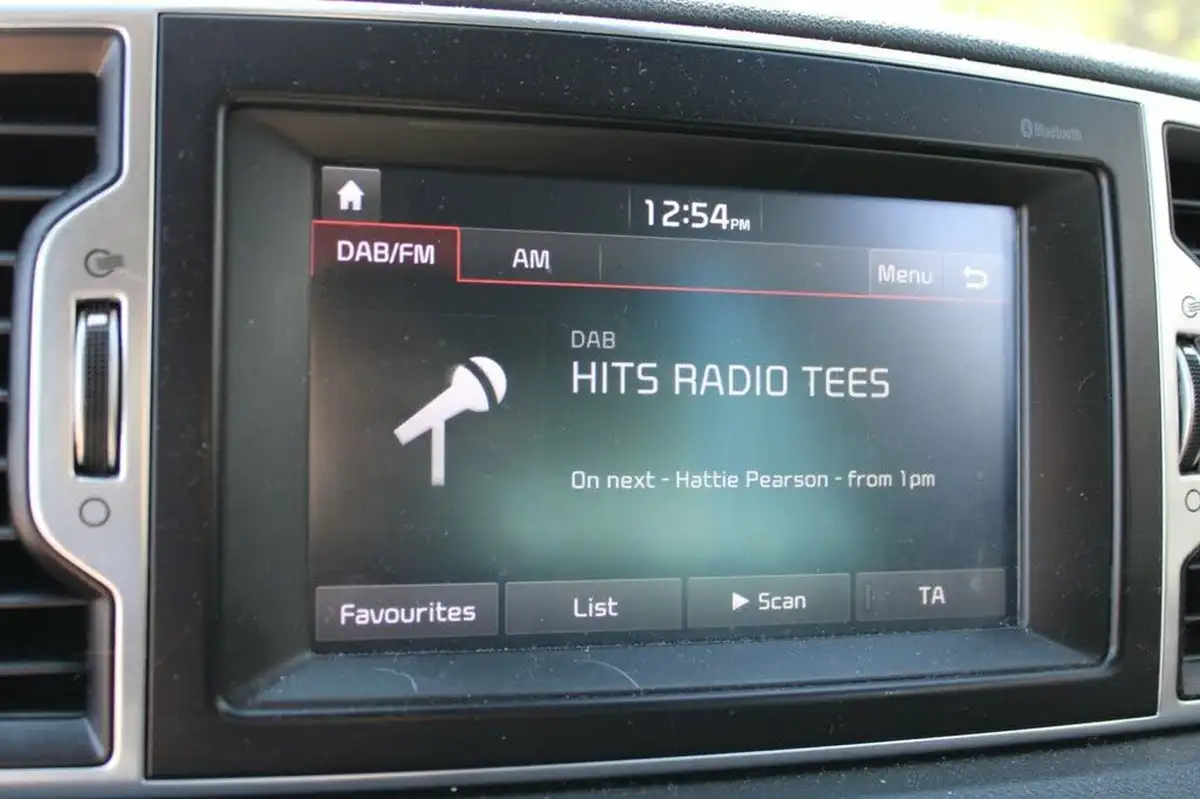 Bluetooth
12:54PM
DAB/FM AM Menu
DAB
HITS RADIO TEES
On next - Hattie Pearson - from 1pm
Favourites List Scan TA